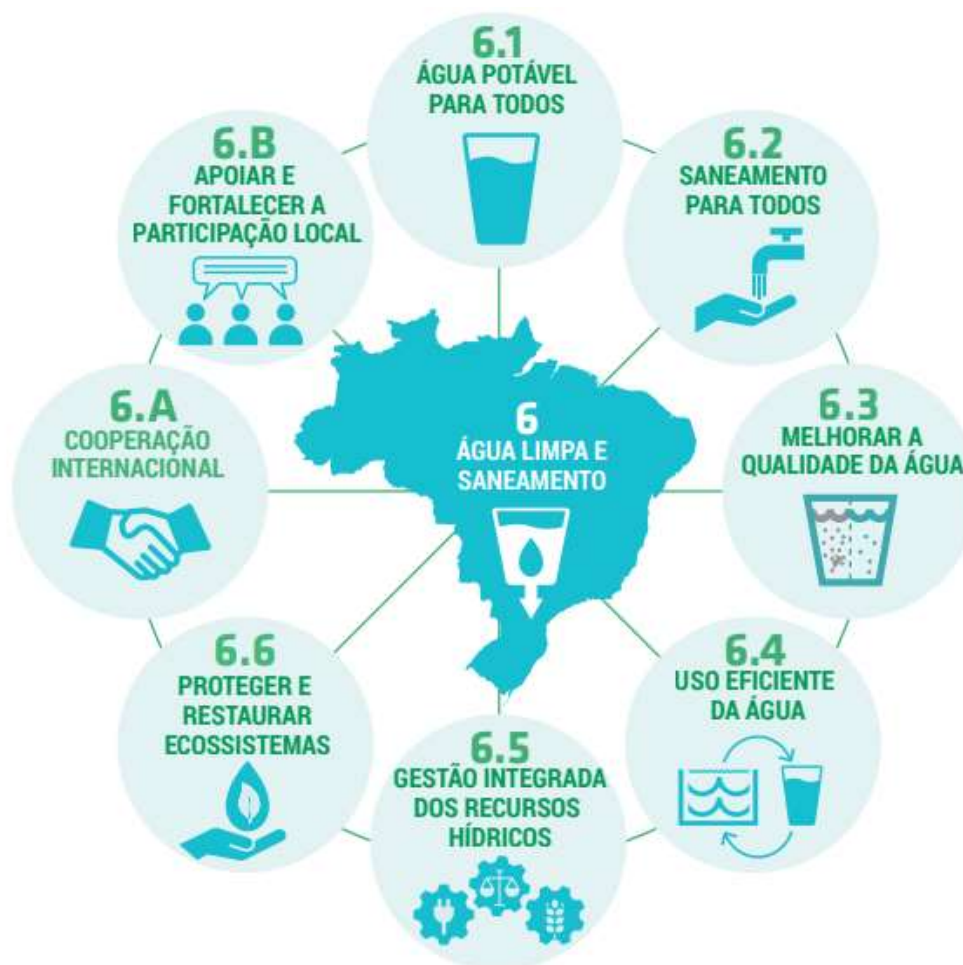 6.1
ÁGUA POTÁVEL
PARA TODOS
6.2
SANEAMENTO
PARA TODOS
6.3
MELHORAR A
QUALIDADE DA ÁGUA
6.4
USO EFICIENTE
DA ÁGUA
6.5
GESTÃO INTEGRADA
DOS RECURSOS
HÍDRICOS
6.6
PROTEGER E
RESTAURAR
ECOSSISTEMAS
6.A
COOPERAÇÃO
INTERNACIONAL
6.B
APOIAR E
FORTALECER A
PARTICIPAÇÃO LOCAL
6
ÁGUA LIMPA E
SANEAMENTO